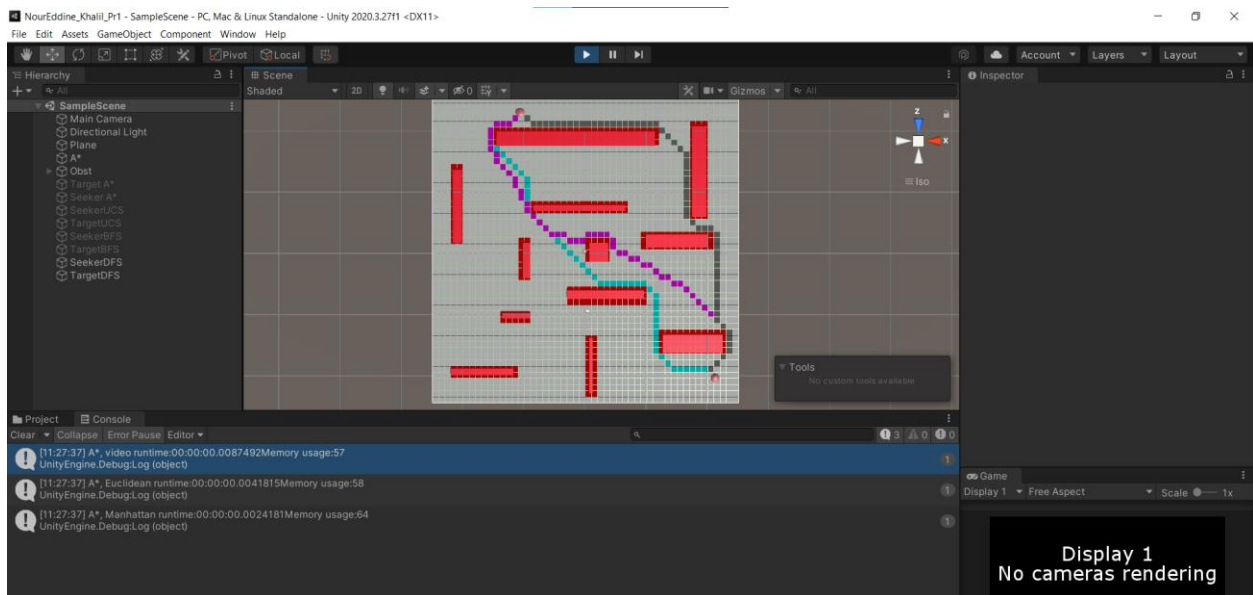 NourEddine_Khalil_Pr1 - SampleScene - PC, Mac & Linux Standalone - Unity 2020.3.27f1 <DX11>
File Edit Assets GameObject Component Window Help
Pivot Local
Account Layers Layout
Hierarchy
All
SampleScene
Main Camera
Directional Light
Plane
A*
Obst
Target A*
Seeker A*
SeekerUCS
TargetUCS
SeekerBFS
TargetBFS
SeekerDFS
TargetDFS
Scene
Shaded 2D 0 Gizmos All
z
x
Iso
Tools
No custom tools available
Inspector
Project Console
Clear Collapse Error Pause Editor 3 0 0
[11:27:37] A*, video runtime:00:00:00.0087492Memory usage:57
UnityEngine.Debug:Log (object)
1
[11:27:37] A*, Euclidean runtime:00:00:00.0041815Memory usage:58
UnityEngine.Debug:Log (object)
1
[11:27:37] A*, Manhattan runtime:00:00:00.0024181Memory usage:64
UnityEngine.Debug:Log (object)
1
Game
Display 1 Free Aspect Scale 1x
Display 1
No cameras rendering